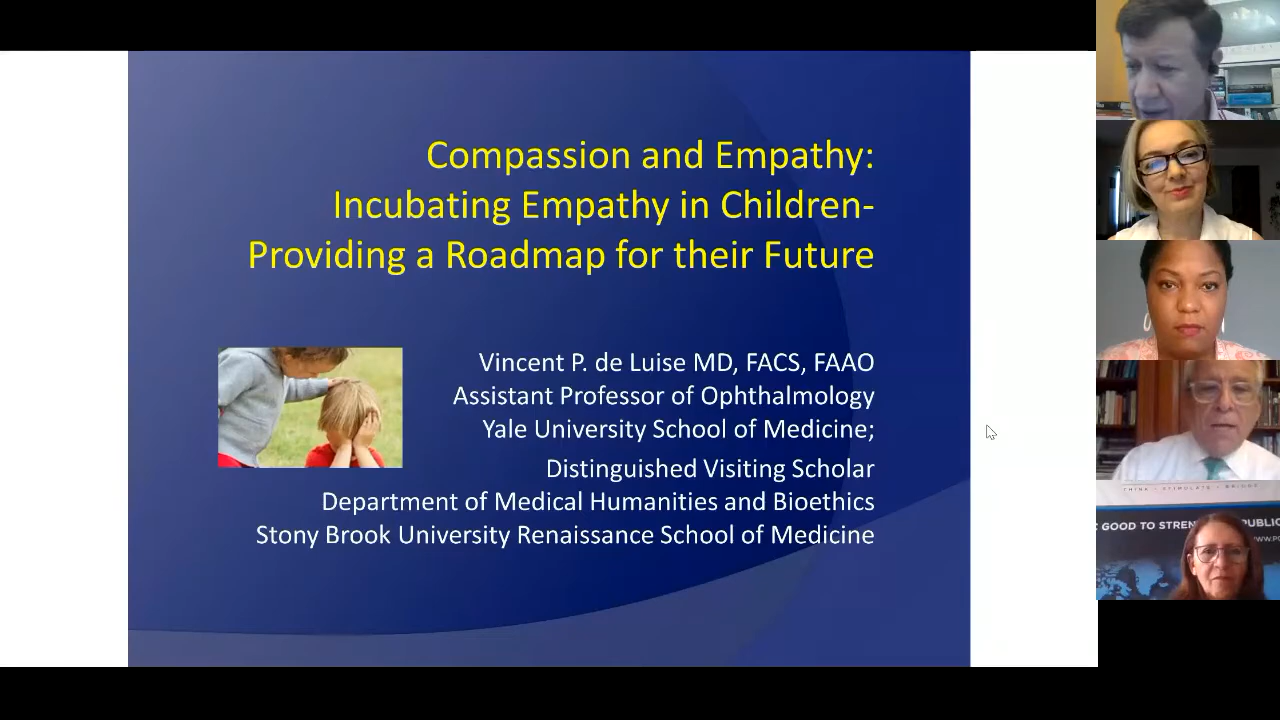 Compassion and Empathy:
Incubating Empathy in Children-
Providing a Roadmap for their Future
Vincent P. de Luise MD, FACS, FAAO
Assistant Professor of Ophthalmology
Yale University School of Medicine;
Distinguished Visiting Scholar
Department of Medical Humanities and Bioethics
Stony Brook University Renaissance School of Medicine
GOOD TO STREN
PUBLIC